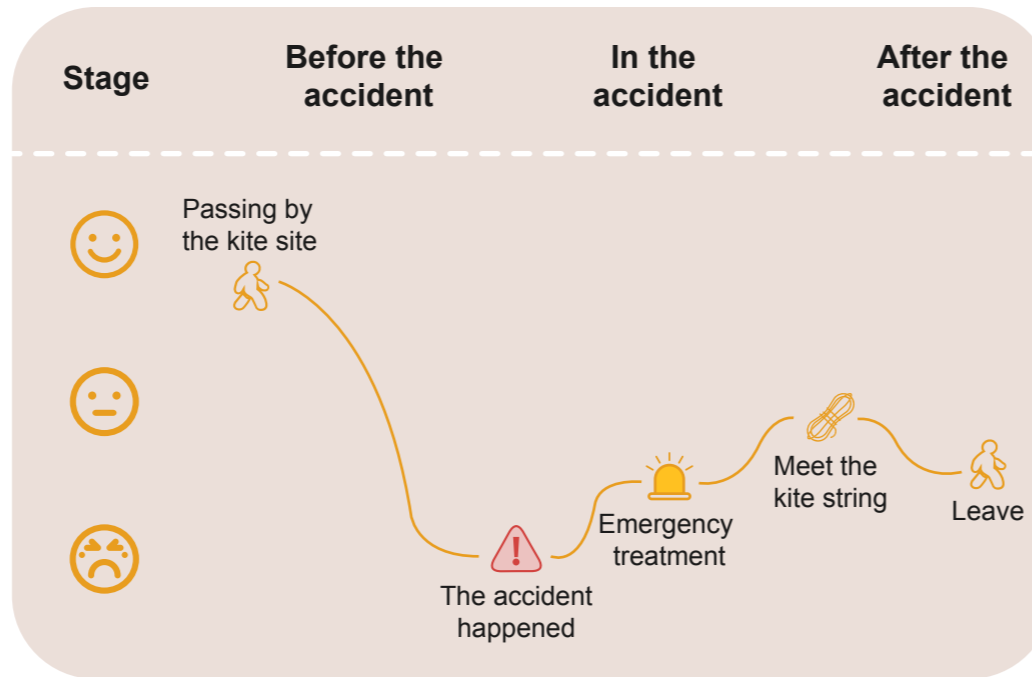 Stage
Before the
accident
In the
accident
After the
accident
Passing by
the kite site
The accident
happened
Emergency
treatment
Meet the
kite string
Leave